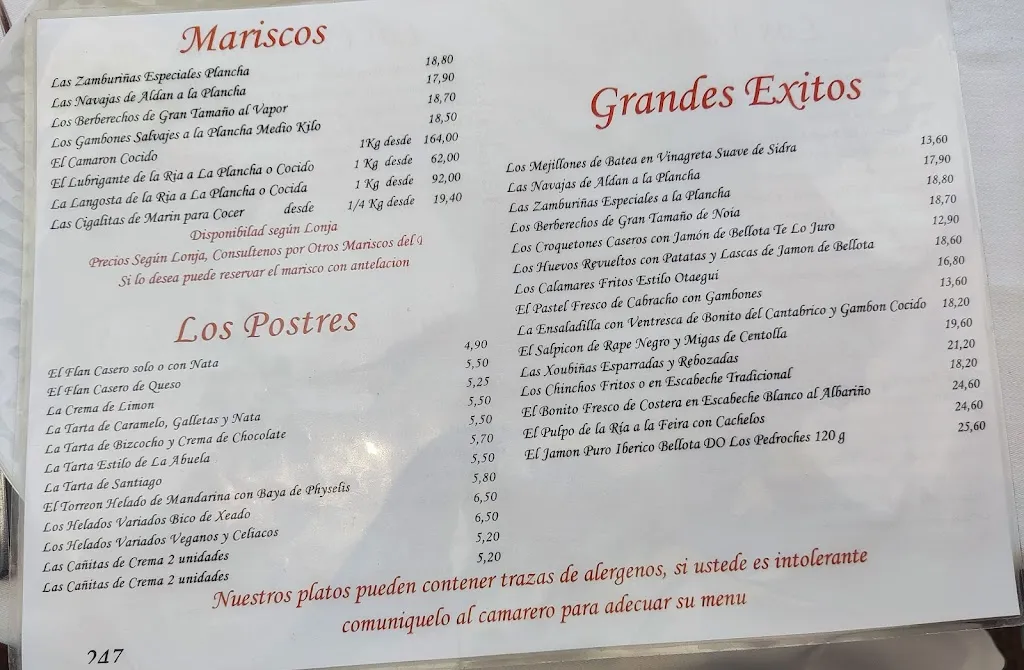 Mariscos
Las Zamburiñas Especiales Plancha 18,80
Las Navajas de Aldan a la Plancha 17,90
Los Berberechos de Gran Tamaño al Vapor 18,70
Los Gambones Salvajes a la Plancha Medio Kilo 18,50
El Camaron Cocido 1Kg desde 164,00
El Lubrigante de la Ria a La Plancha o Cocido 1 Kg desde 62,00
La Langosta de la Ria a La Plancha o Cocida 1 Kg desde 92,00
Las Cigalitas de Marin para Cocer desde 1/4 Kg desde 19,40
Disponibilad según Lonja
Precios Según Lonja, Consultenos por Otros Mariscos del
Si lo desea puede reservar el marisco con antelacion
Los Postres
El Flan Casero solo o con Nata 4,90
El Flan Casero de Queso 5,50
La Crema de Limon 5,25
La Tarta de Caramelo, Galletas y Nata 5,50
La Tarta de Bizcocho y Crema de Chocolate 5,50
La Tarta Estilo de La Abuela 5,70
La Tarta de Santiago 5,50
El Torreon Helado de Mandarina con Baya de Physelis 5,80
Los Helados Variados Bico de Xeado 6,50
Los Helados Variados Veganos y Celiacos 6,50
Las Cañitas de Crema 2 unidades 5,20
Las Cañitas de Crema 2 unidades 5,20
Grandes Exitos
Los Mejillones de Batea en Vinagreta Suave de Sidra 13,60
Las Navajas de Aldan a la Plancha 17,90
Las Zamburiñas Especiales a la Plancha 18,80
Los Berberechos de Gran Tamaño de Noia 18,70
Los Croquetones Caseros con Jamón de Bellota Te Lo Juro 12,90
Los Huevos Revueltos con Patatas y Lascas de Jamon de Bellota 18,60
Los Calamares Fritos Estilo Otaegui 16,80
El Pastel Fresco de Cabracho con Gambones 13,60
La Ensaladilla con Ventresca de Bonito del Cantabrico y Gambon Cocido 18,20
El Salpicon de Rape Negro y Migas de Centolla 19,60
Las Xoubiñas Esparradas y Rebozadas 21,20
Los Chinchos Fritos o en Escabeche Tradicional 18,20
El Bonito Fresco de Costera en Escabeche Blanco al Albariño 24,60
El Pulpo de la Ría a la Feira con Cachelos 24,60
El Jamon Puro Iberico Bellota DO Los Pedroches 120 g 25,60
Nuestros platos pueden contener trazas de alergenos, si ustede es intolerante
comuniquelo al camarero para adecuar su menu
247